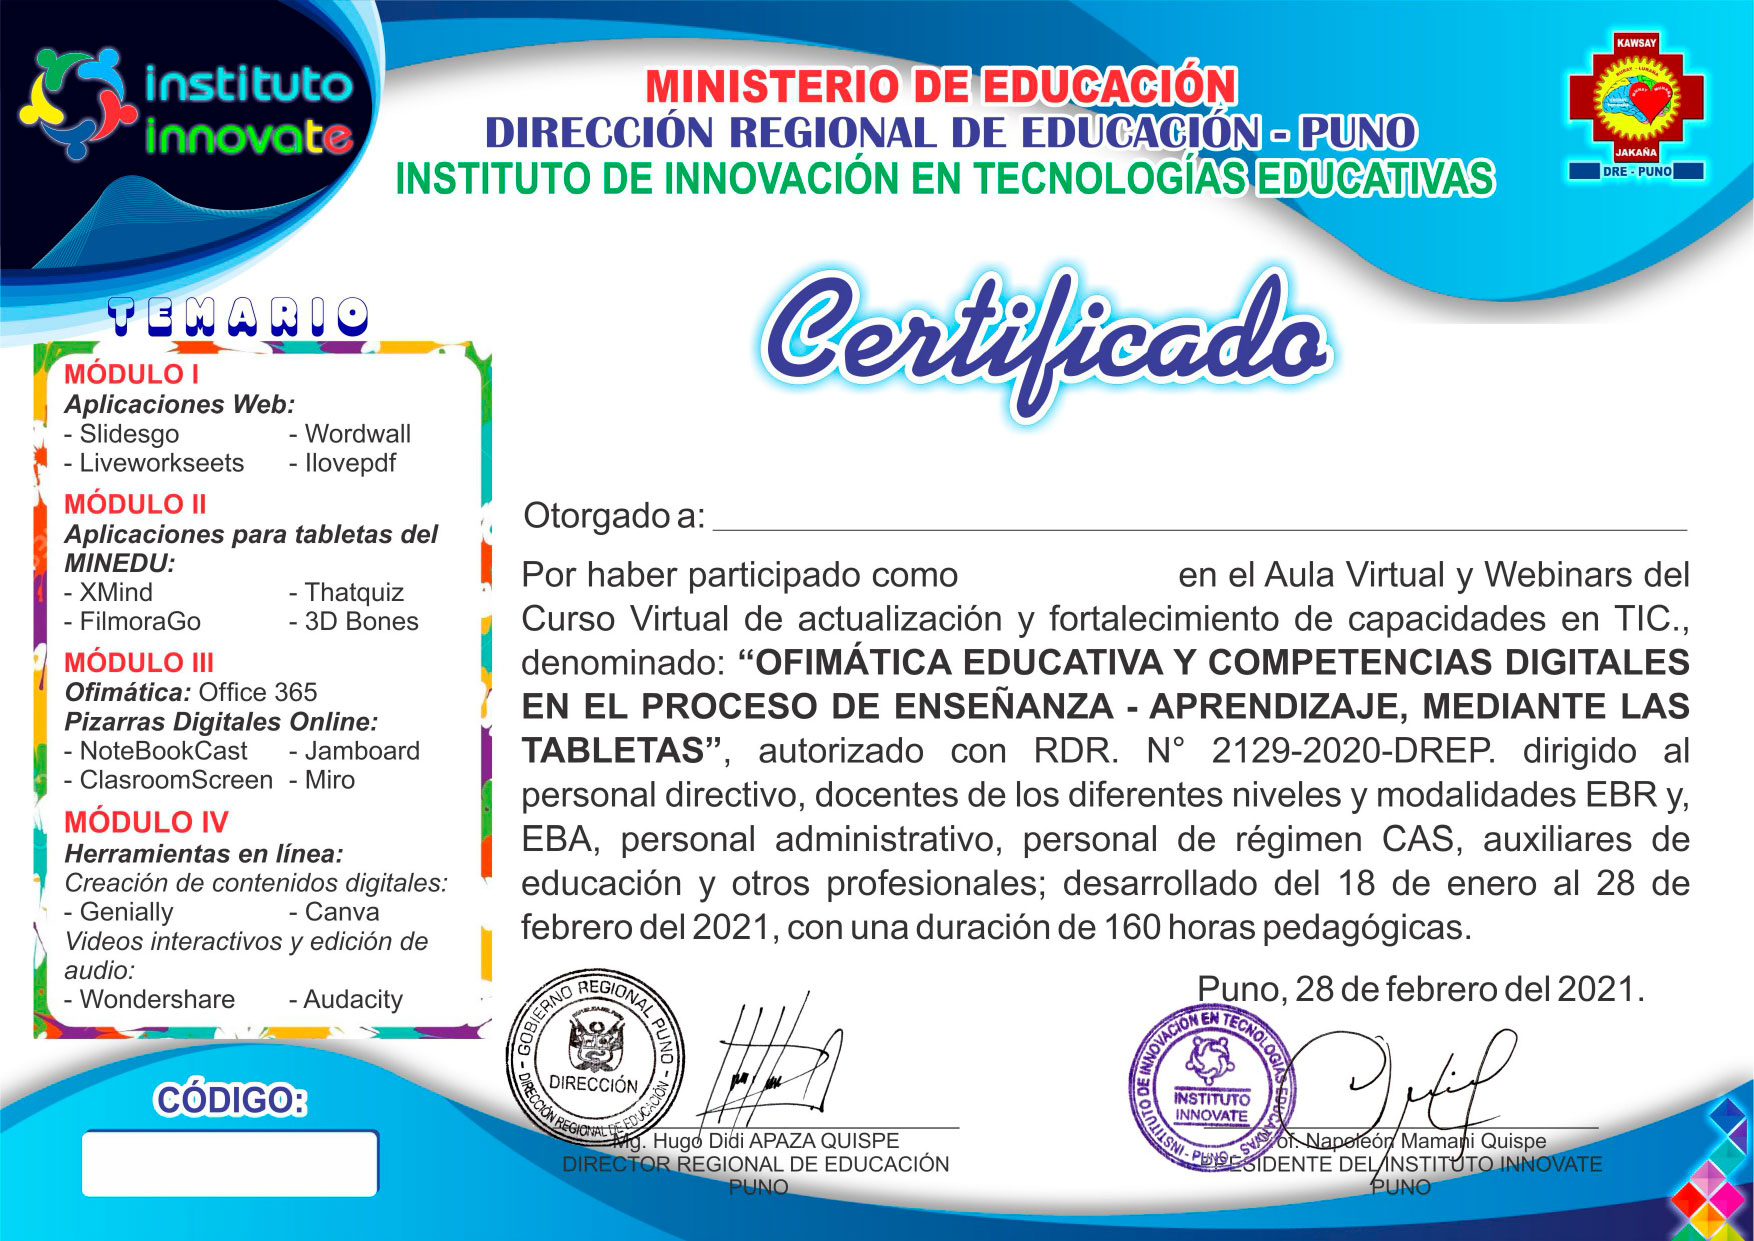 instituto
innovate
MINISTERIO DE EDUCACIÓN
DIRECCIÓN REGIONAL DE EDUCACIÓN - PUNO
INSTITUTO DE INNOVACIÓN EN TECNOLOGÍAS EDUCATIVAS
KAWSAY
JAKAÑA
DRE - PUNO
Certificado
TEMARIO
MÓDULO I
Aplicaciones Web:
- Slidesgo - Wordwall
- Liveworkseets - Ilovepdf
MÓDULO II
Aplicaciones para tabletas del
MINEDU:
- XMind - Thatquiz
- FilmoraGo - 3D Bones
MÓDULO III
Ofimática: Office 365
Pizarras Digitales Online:
- NoteBookCast - Jamboard
- ClasroomScreen - Miro
MÓDULO IV
Herramientas en línea:
Creación de contenidos digitales:
- Genially - Canva
Videos interactivos y edición de
audio:
- Wondershare - Audacity
CÓDIGO:
Otorgado a:
Por haber participado como en el Aula Virtual y Webinars del
Curso Virtual de actualización y fortalecimiento de capacidades en TIC.,
denominado: “OFIMÁTICA EDUCATIVA Y COMPETENCIAS DIGITALES
EN EL PROCESO DE ENSEÑANZA - APRENDIZAJE, MEDIANTE LAS
TABLETAS”, autorizado con RDR. N° 2129-2020-DREP. dirigido al
personal directivo, docentes de los diferentes niveles y modalidades EBR y,
EBA, personal administrativo, personal de régimen CAS, auxiliares de
educación y otros profesionales; desarrollado del 18 de enero al 28 de
febrero del 2021, con una duración de 160 horas pedagógicas.
Puno, 28 de febrero del 2021.
- GOBIERNO REGIONAL PUNO -
DIRECCIÓN REGIONAL DE EDUCACIÓN
DIRECCIÓN
Mg. Hugo Didi APAZA QUISPE
DIRECTOR REGIONAL DE EDUCACIÓN
PUNO
INSTITUTO DE INNOVACIÓN EN TECNOLOGÍAS EDUCATIVAS
- PUNO -
INSTITUTO
INNOVATE
Prof. Napoleón Mamani Quispe
PRESIDENTE DEL INSTITUTO INNOVATE
PUNO